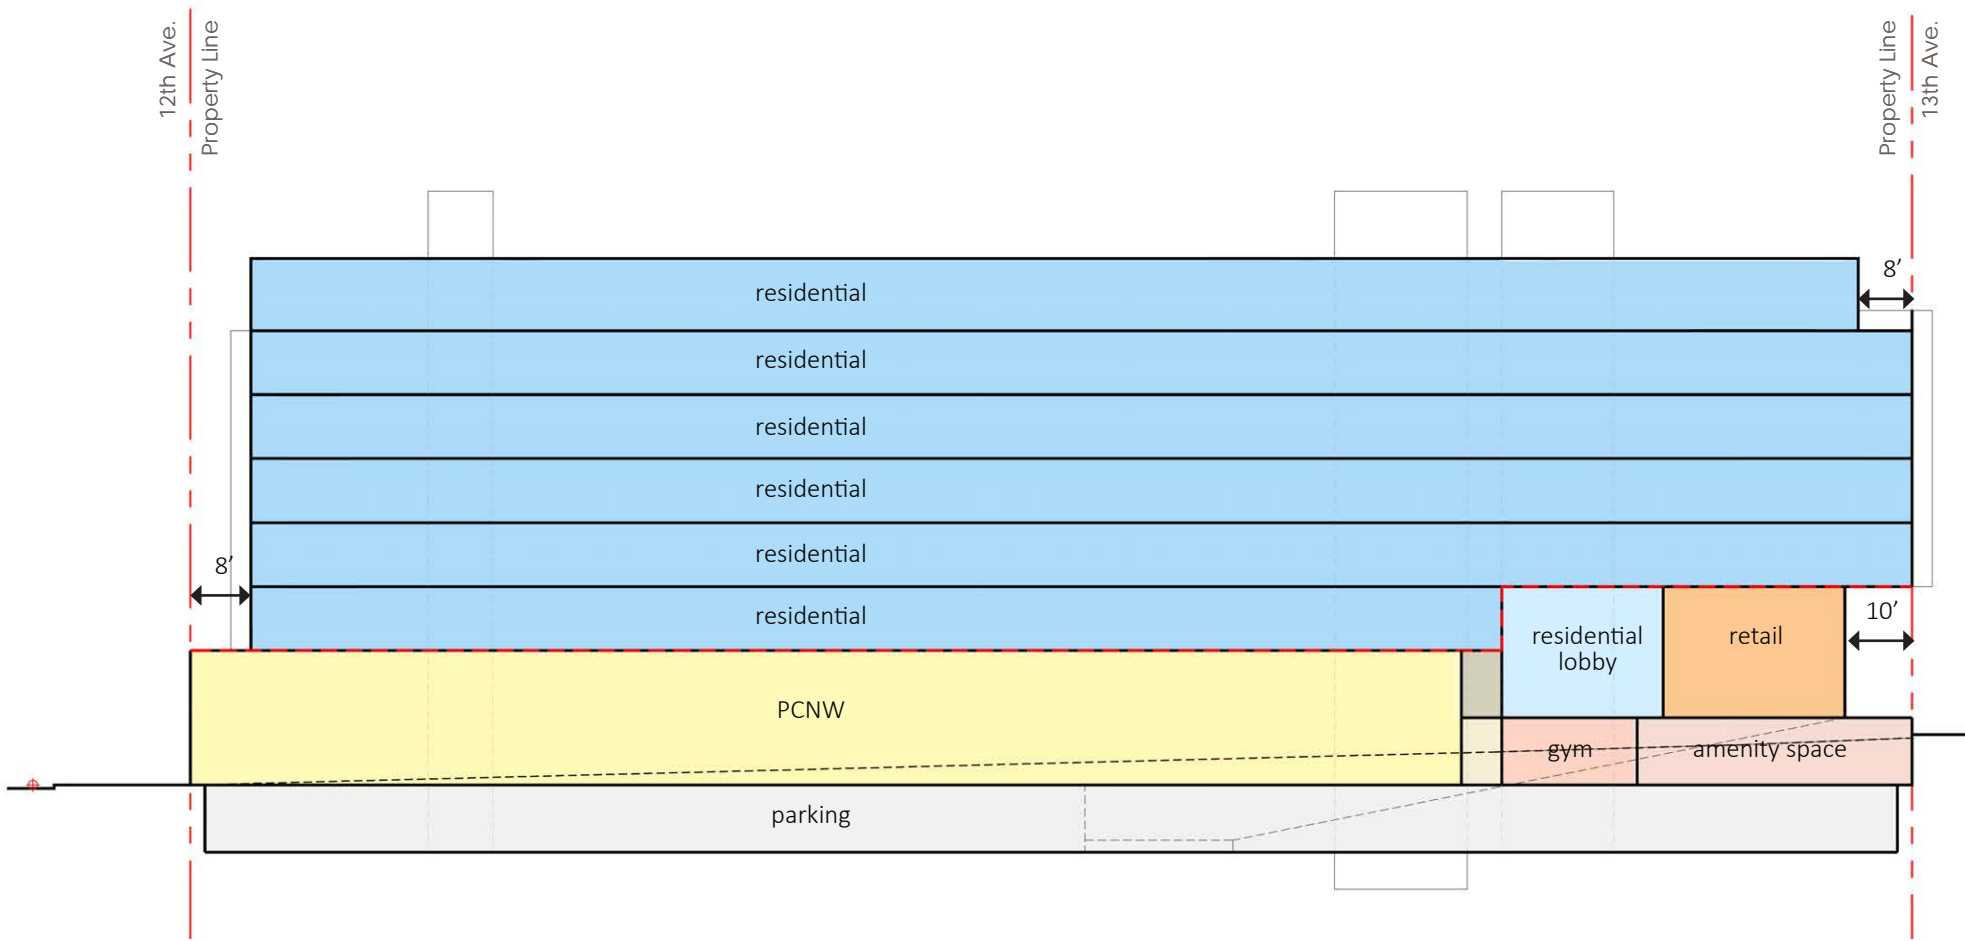 12th Ave.
Property Line
Property Line
13th Ave.
residential
8’
residential
residential
residential
residential
8’
residential
10’
residential
lobby
retail
PCNW
gym
amenity space
parking